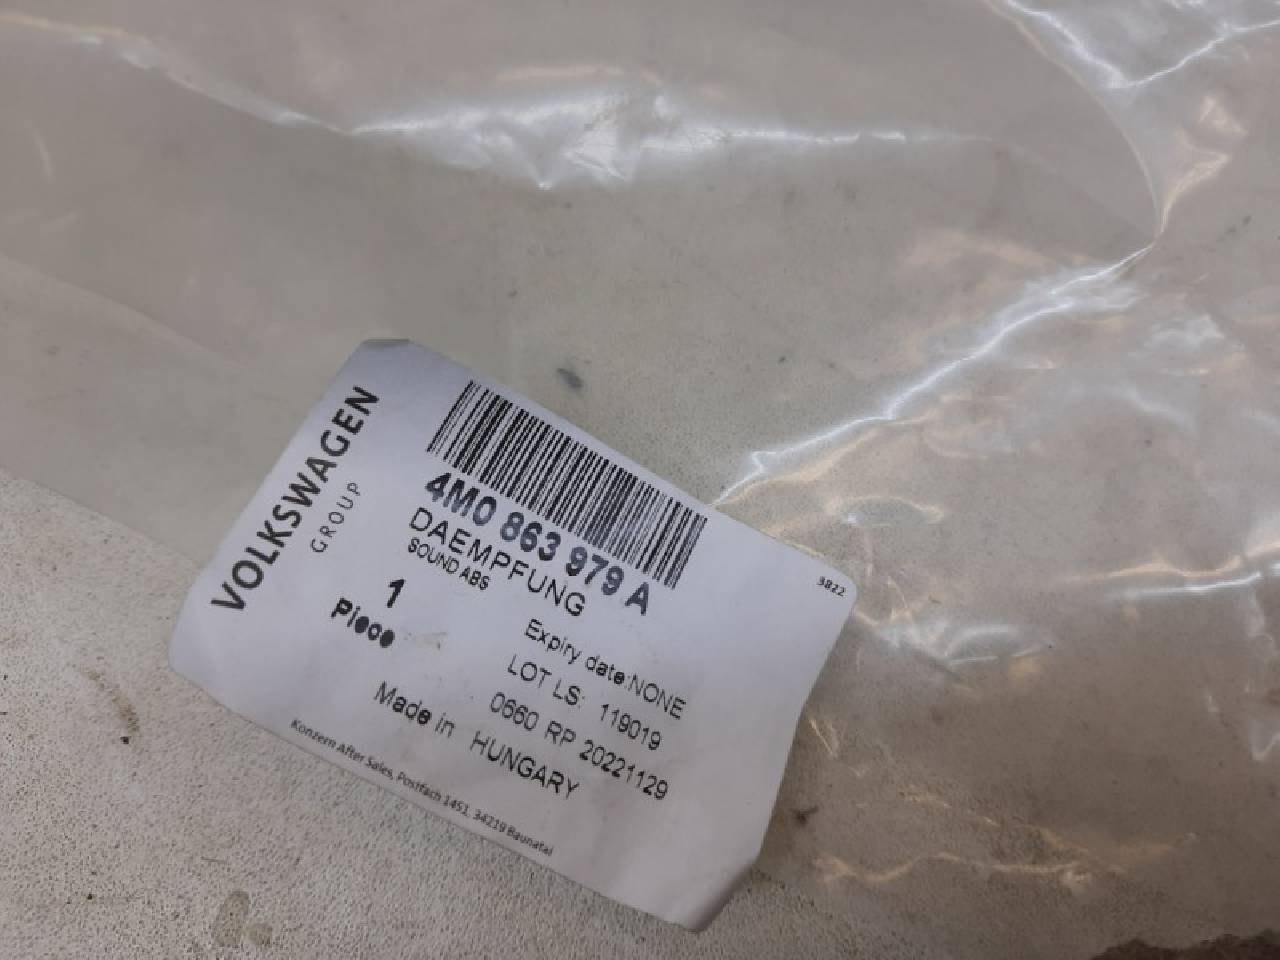 VOLKSWAGEN
GROUP
4M0 863 979 A
DAEMPFUNG
SOUND ABS
1
Piece
3822
Expiry date:NONE
LOT LS: 119019
0660 RP 20221129
Made in HUNGARY
Konzern After Sales, Postfach 1451, 34219 Baunatal